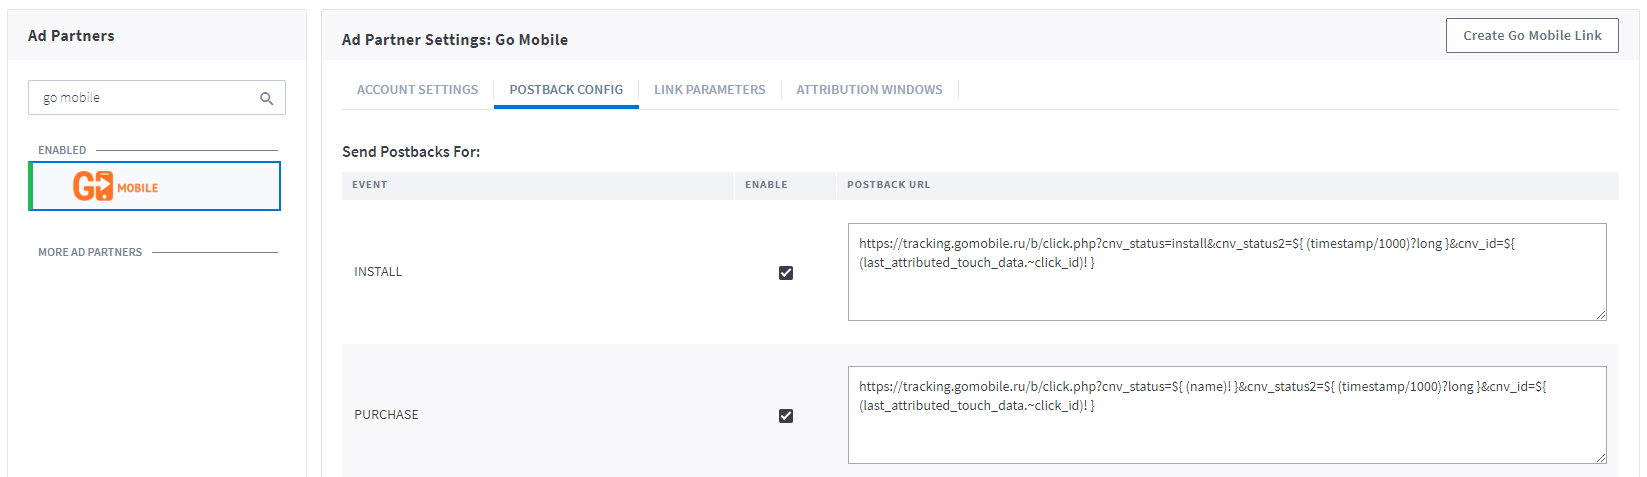 Ad Partners
go mobile
ENABLED
GO MOBILE
MORE AD PARTNERS
Ad Partner Settings: Go Mobile
Create Go Mobile Link
ACCOUNT SETTINGS
POSTBACK CONFIG
LINK PARAMETERS
ATTRIBUTION WINDOWS
Send Postbacks For:
EVENT
ENABLE
POSTBACK URL
INSTALL
https://tracking.gomobile.ru/b/click.php?cnv_status=install&cnv_status2=${ (timestamp/1000)?long }&cnv_id=${
(last_attributed_touch_data.~click_id)! }
PURCHASE
https://tracking.gomobile.ru/b/click.php?cnv_status=${ (name)! }&cnv_status2=${ (timestamp/1000)?long }&cnv_id=${
(last_attributed_touch_data.~click_id)! }